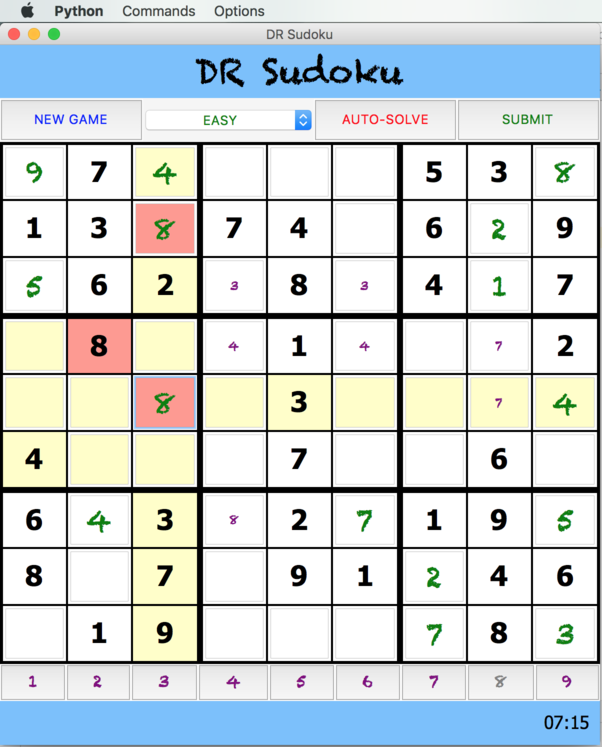 Python Commands Options
DR Sudoku
DR Sudoku
NEW GAME EASY AUTO-SOLVE SUBMIT
9 7 4 5 3 8
1 3 8 7 4 6 2 9
5 6 2 3 8 3 4 1 7
8 4 1 4 7 2
8 3 7 4
4 7 6
6 4 3 8 2 7 1 9 5
8 7 9 1 2 4 6
1 9 7 8 3
1 2 3 4 5 6 7 8 9
07:15